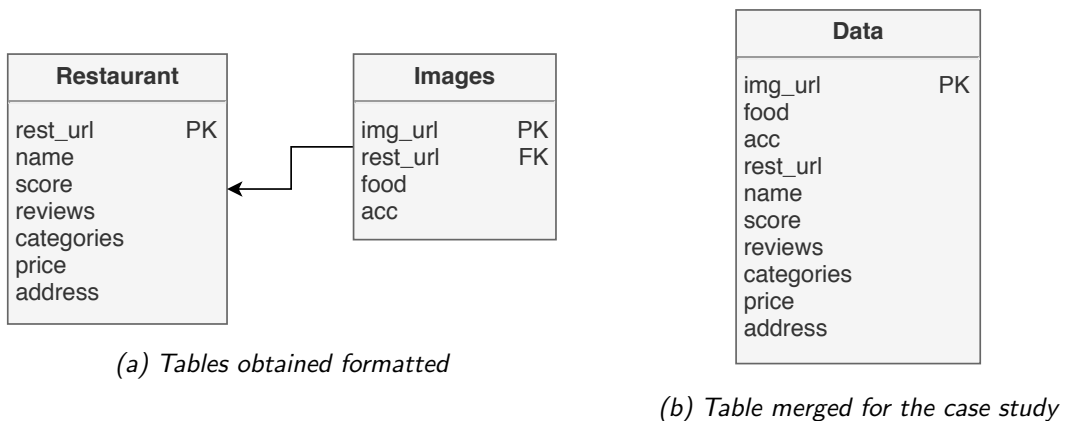 Restaurant
rest_url PK
name
score
reviews
categories
price
address
Images
img_url PK
rest_url FK
food
acc
(a) Tables obtained formatted
Data
img_url PK
food
acc
rest_url
name
score
reviews
categories
price
address
(b) Table merged for the case study